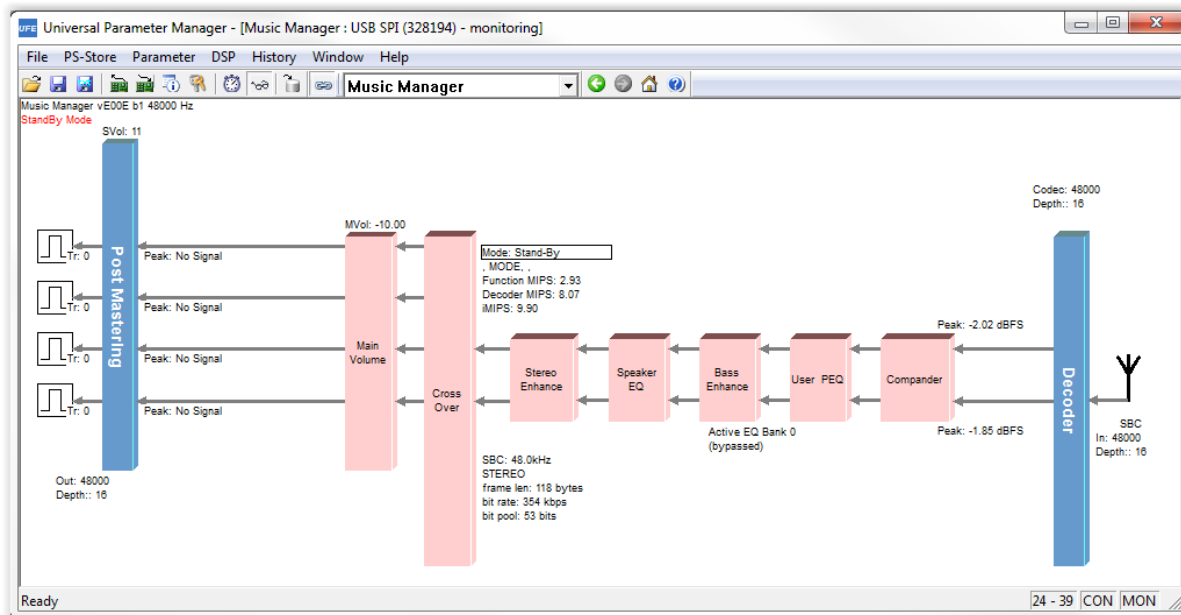 UFE Universal Parameter Manager - [Music Manager : USB SPI (328194) - monitoring]
File PS-Store Parameter DSP History Window Help
Music Manager
Music Manager vE00E b1 48000 Hz
StandBy Mode
SVol: 11
Post Mastering
Tr: 0
Tr: 0
Tr: 0
Tr: 0
Out: 48000
Depth:: 16
Peak: No Signal
Peak: No Signal
Peak: No Signal
Peak: No Signal
MVol: -10.00
Main
Volume
Cross
Over
Mode: Stand-By
, MODE, ,
Function MIPS: 2.93
Decoder MIPS: 8.07
iMIPS: 9.90
Stereo
Enhance
Speaker
EQ
Bass
Enhance
User PEQ
Compander
Active EQ Bank 0
(bypassed)
SBC: 48.0kHz
STEREO
frame len: 118 bytes
bit rate: 354 kbps
bit pool: 53 bits
Peak: -2.02 dBFS
Peak: -1.85 dBFS
Codec: 48000
Depth:: 16
Decoder
SBC
In: 48000
Depth:: 16
Ready
24 - 39 CON MON